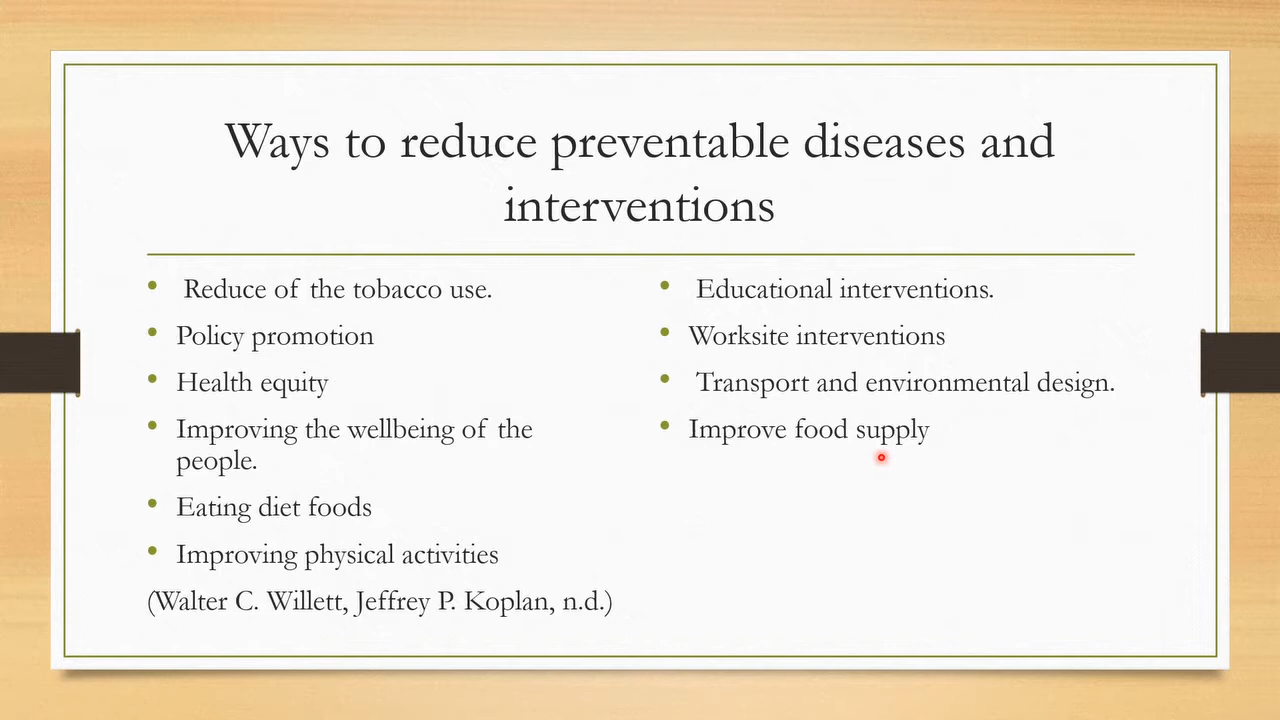 Ways to reduce preventable diseases and
interventions
• Reduce of the tobacco use.
• Policy promotion
• Health equity
• Improving the wellbeing of the
people.
• Eating diet foods
• Improving physical activities
(Walter C. Willett, Jeffrey P. Koplan, n.d.)
• Educational interventions.
• Worksite interventions
• Transport and environmental design.
• Improve food supply